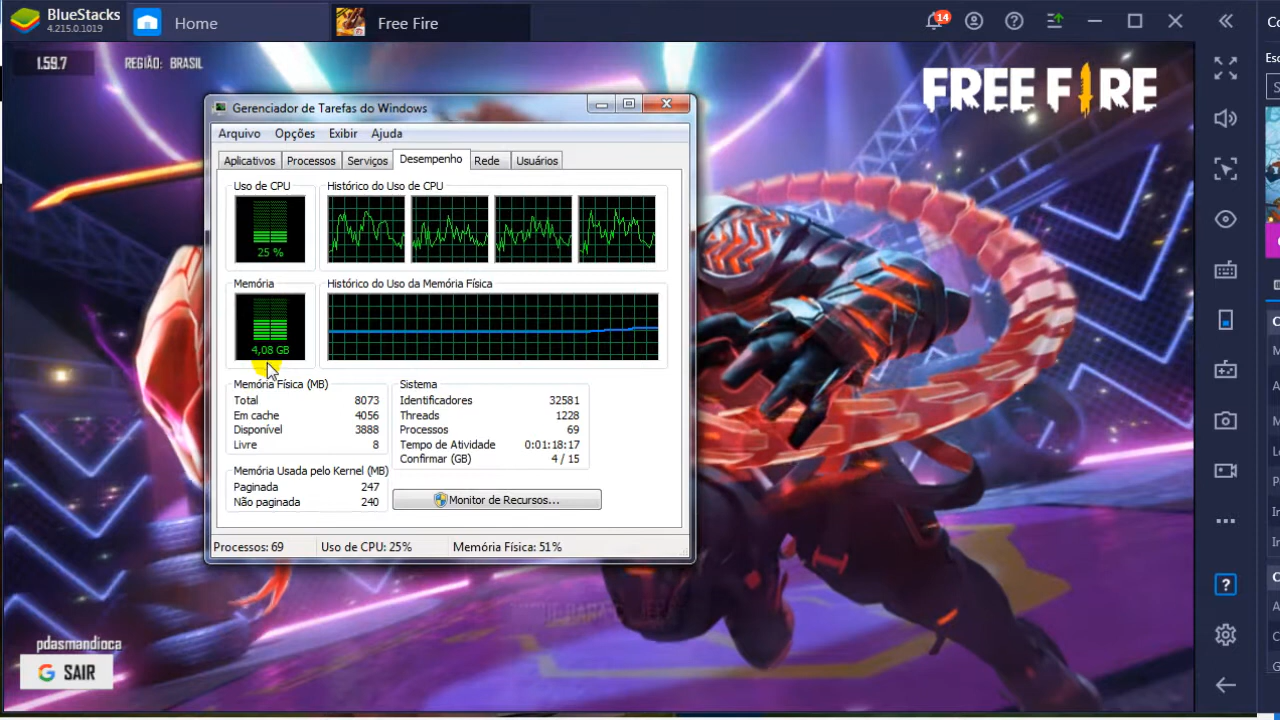 BlueStacks
4.215.0.1019
Home
Free Fire
14
1.59.7
REGIÃO: BRASIL
FREE FIRE
Gerenciador de Tarefas do Windows
Arquivo Opções Exibir Ajuda
Aplicativos Processos Serviços Desempenho Rede Usuários
Uso de CPU Histórico do Uso de CPU
25 %
Memória Histórico do Uso da Memória Física
4,08 GB
Memória Física (MB)
Total 8073
Em cache 4056
Disponível 3888
Livre 8
Sistema
Identificadores 32581
Threads 1228
Processos 69
Tempo de Atividade 0:01:18:17
Confirmar (GB) 4 / 15
Memória Usada pelo Kernel (MB)
Paginada 247
Não paginada 240
Monitor de Recursos...
Processos: 69 Uso de CPU: 25% Memória Física: 51%
pdasmandioca
G SAIR